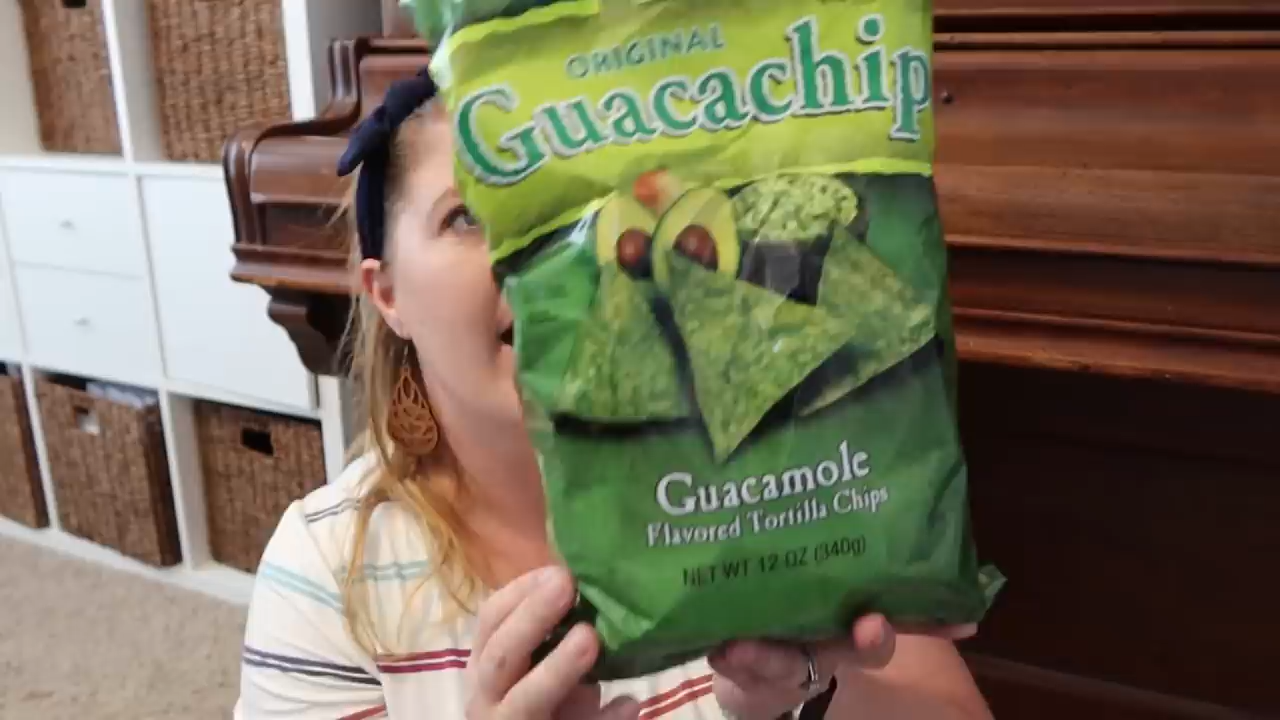 ORIGINAL
Guacachip
Guacamole
Flavored Tortilla Chips
NET WT 12 OZ (340g)